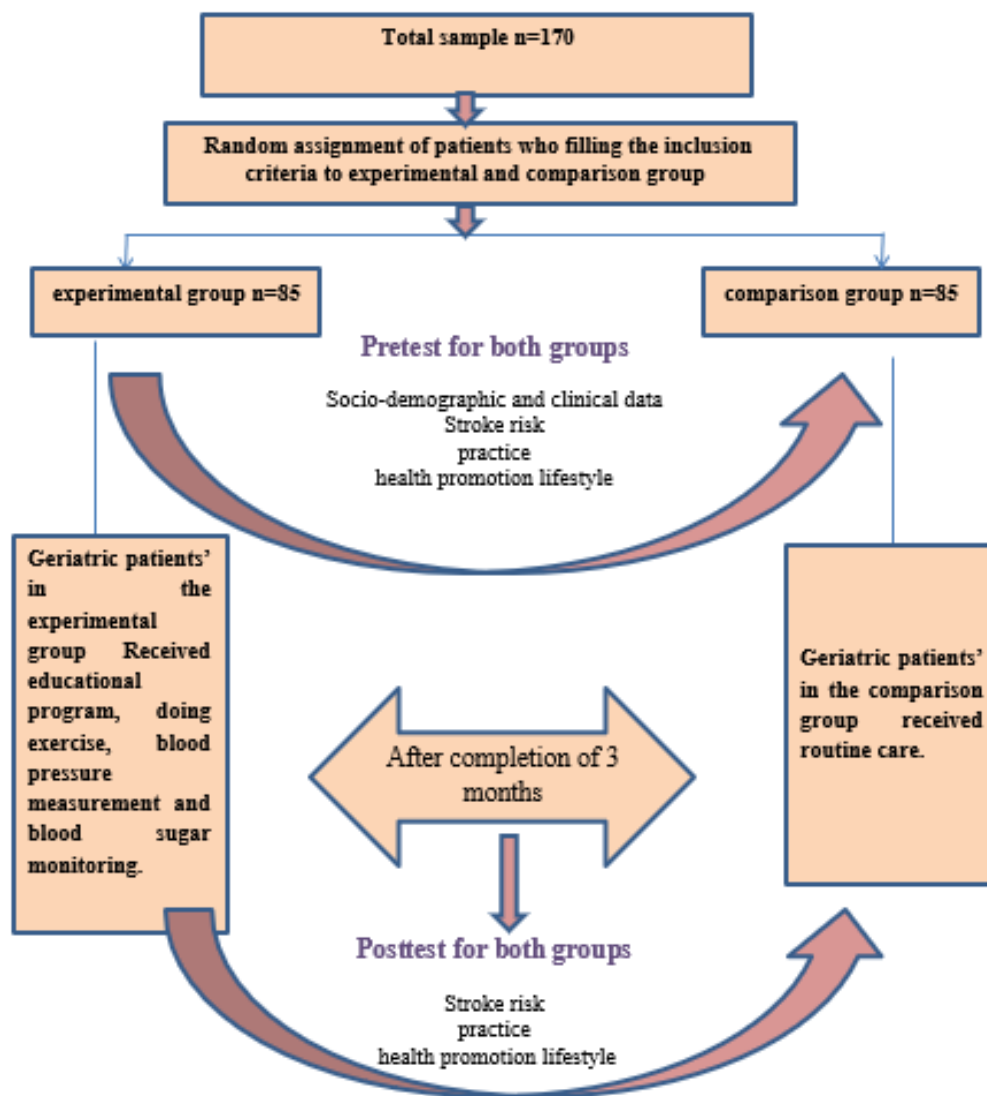 Total sample n=170
Random assignment of patients who filling the inclusion
criteria to experimental and comparison group
experimental group n=85
comparison group n=85
Pretest for both groups
Socio-demographic and clinical data
Stroke risk
practice
health promotion lifestyle
Geriatric patients’
in the
experimental
group Received
educational
program, doing
exercise, blood
pressure
measurement and
blood sugar
monitoring.
Geriatric patients’
in the comparison
group received
routine care.
After completion of 3
months
Posttest for both groups
Stroke risk
practice
health promotion lifestyle